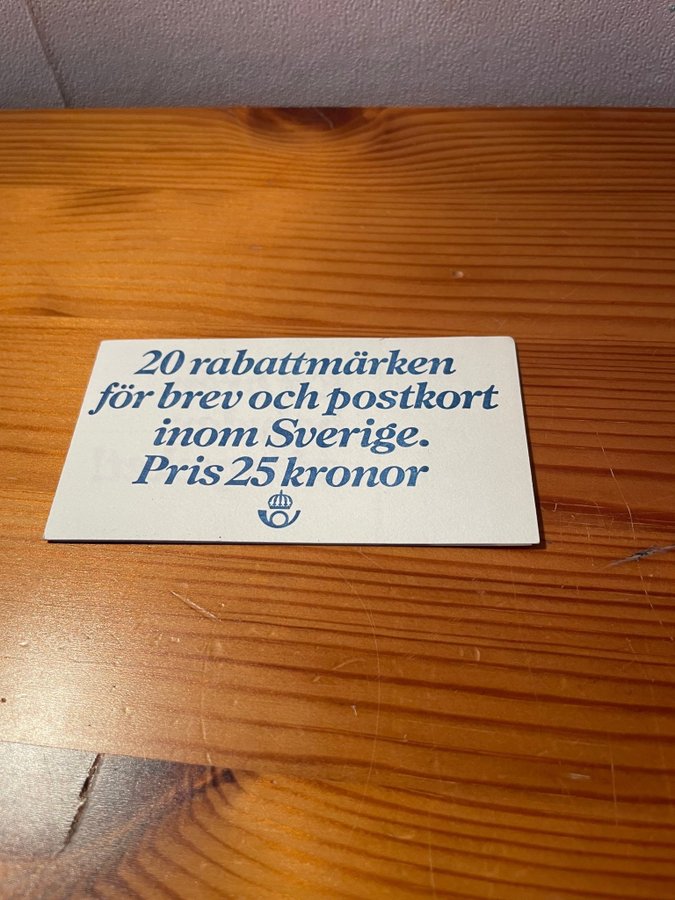 20 rabattmärken
för brev och postkort
inom Sverige.
Pris 25 kronor